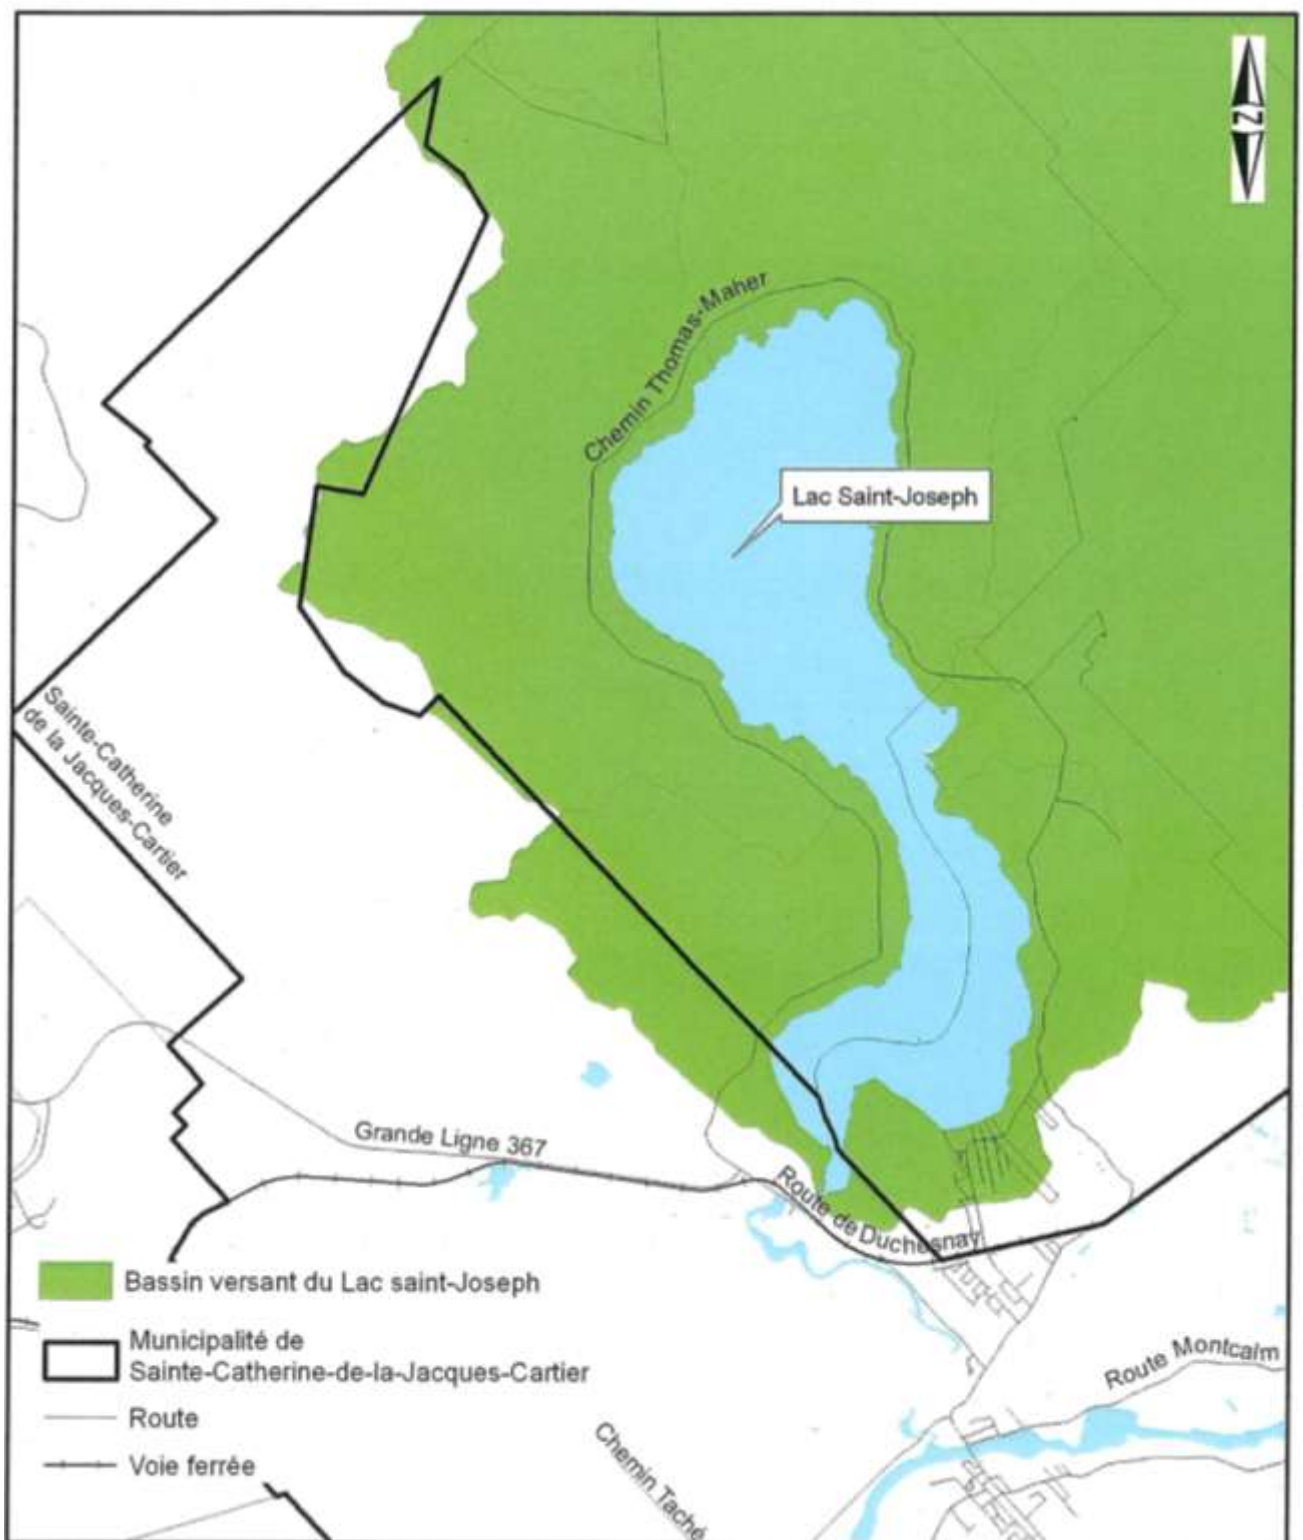 N
Chemin Thomas-Maher
Lac Saint-Joseph
Sainte-Catherine
de la Jacques-Cartier
Grande Ligne 367
Route de Duchesnay
Bassin versant du Lac saint-Joseph
Municipalité de
Sainte-Catherine-de-la-Jacques-Cartier
Route
Voie ferrée
Route Montcalm
Chemin Taché